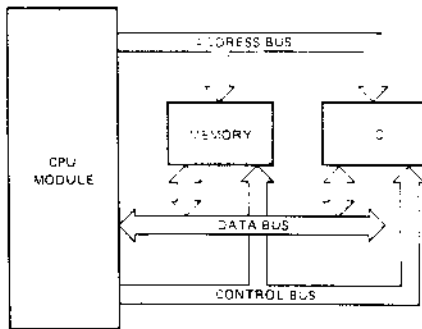 ADDRESS BUS
MEMORY
CPU
MODULE
DATA BUS
CONTROL BUS